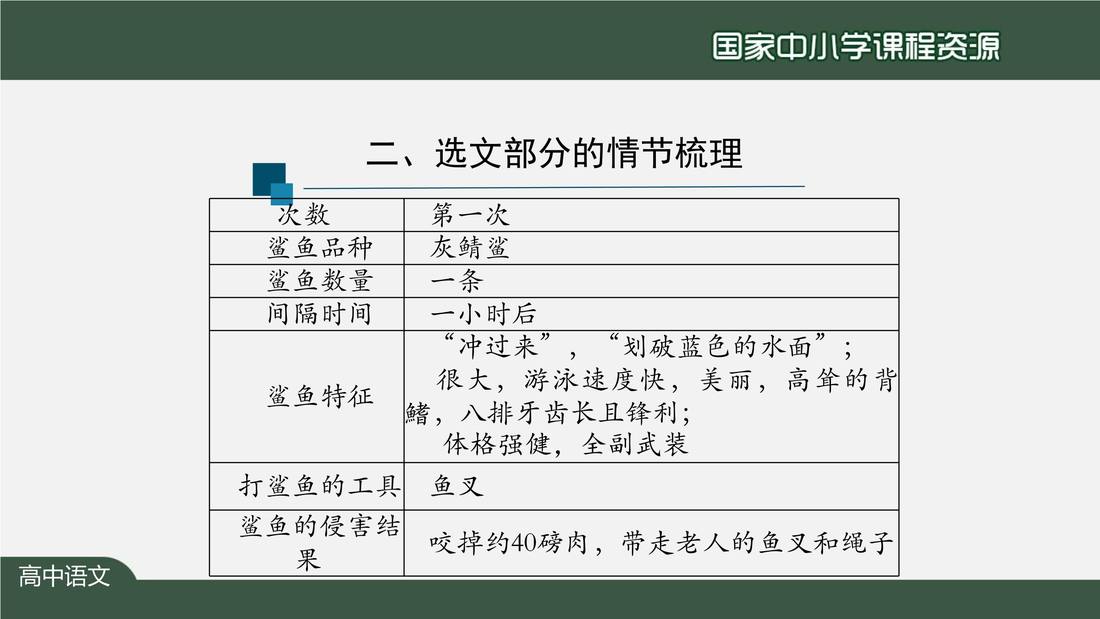 国家中小学课程资源
二、选文部分的情节梳理
次数 第一次
鲨鱼品种 灰鲭鲨
鲨鱼数量 一条
间隔时间 一小时后
鲨鱼特征
“冲过来”，“划破蓝色的水面”；
很大，游泳速度快，美丽，高耸的背
鳍，八排牙齿长且锋利；
体格强健，全副武装
打鲨鱼的工具 鱼叉
鲨鱼的侵害结
果
咬掉约40磅肉，带走老人的鱼叉和绳子
高中语文